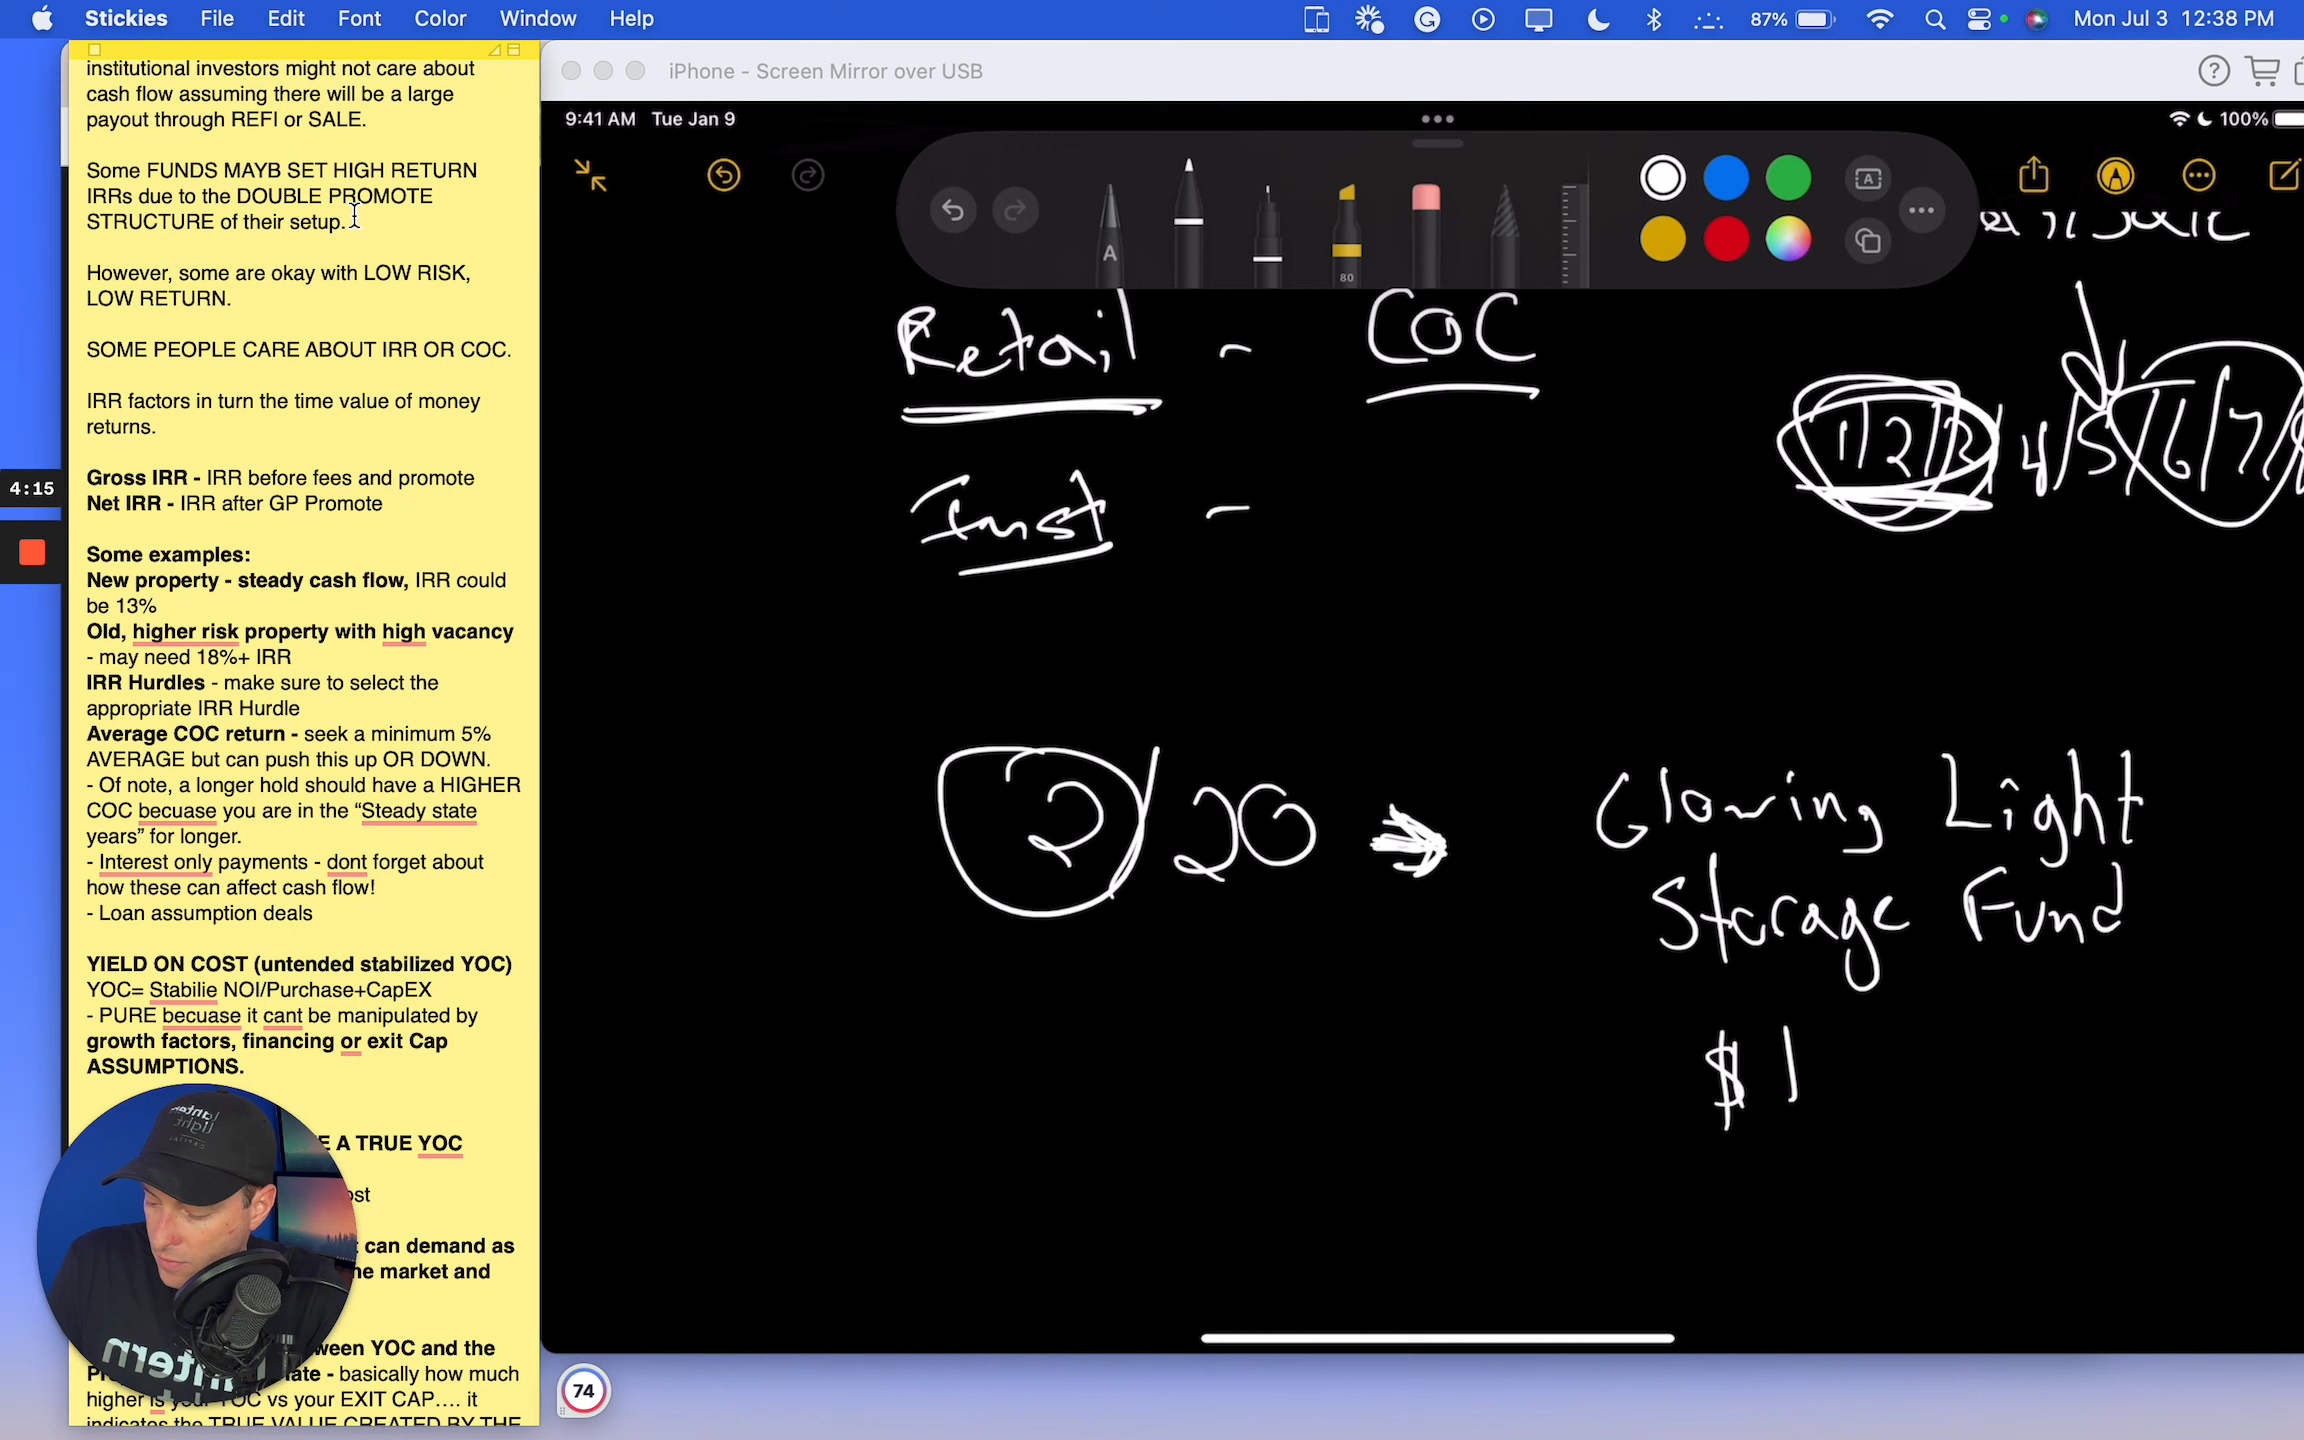 Stickies File Edit Font Color Window Help
87% Mon Jul 3 12:38 PM
institutional investors might not care about
cash flow assuming there will be a large
payout through REFI or SALE.
Some FUNDS MAYB SET HIGH RETURN
IRRs due to the DOUBLE PROMOTE
STRUCTURE of their setup.
However, some are okay with LOW RISK,
LOW RETURN.
SOME PEOPLE CARE ABOUT IRR OR COC.
IRR factors in turn the time value of money
returns.
Gross IRR - IRR before fees and promote
Net IRR - IRR after GP Promote
Some examples:
New property - steady cash flow, IRR could
be 13%
Old, higher risk property with high vacancy
- may need 18%+ IRR
IRR Hurdles - make sure to select the
appropriate IRR Hurdle
Average COC return - seek a minimum 5%
AVERAGE but can push this up OR DOWN.
- Of note, a longer hold should have a HIGHER
COC becuase you are in the “Steady state
years” for longer.
- Interest only payments - dont forget about
how these can affect cash flow!
- Loan assumption deals
YIELD ON COST (untended stabilized YOC)
YOC= Stabilie NOI/Purchase+CapEX
- PURE becuase it cant be manipulated by
growth factors, financing or exit Cap
ASSUMPTIONS.
E A TRUE YOC
ost
t can demand as
he market and
ween YOC and the
ate - basically how much
higher is your YOC vs your EXIT CAP…. it
indicates the TRUE VALUE CREATED BY THE
4:15
lantern
light
CAPITAL
intern
iPhone - Screen Mirror over USB
9:41 AM Tue Jan 9
100%
A
80
A
Retail - COC
Inst -
1/2/3/4/5/6/7/
2/20
Glowing Light
Storage Fund
$1
74